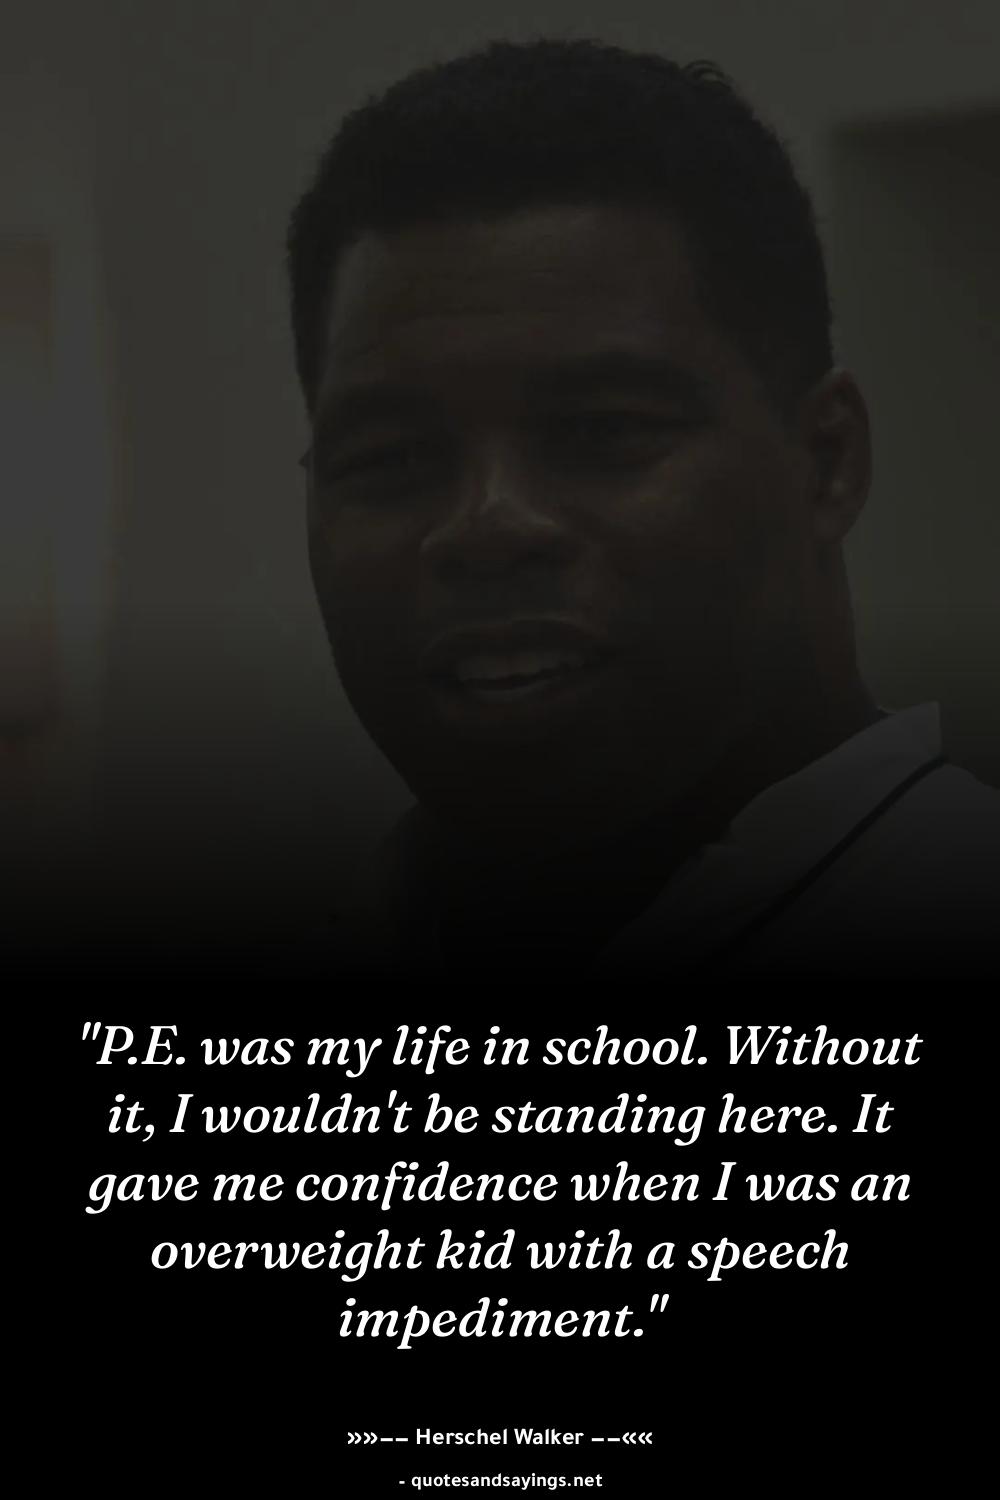 "P.E. was my life in school. Without
it, I wouldn't be standing here. It
gave me confidence when I was an
overweight kid with a speech
impediment."
»»−− Herschel Walker −−««
- quotesandsayings.net